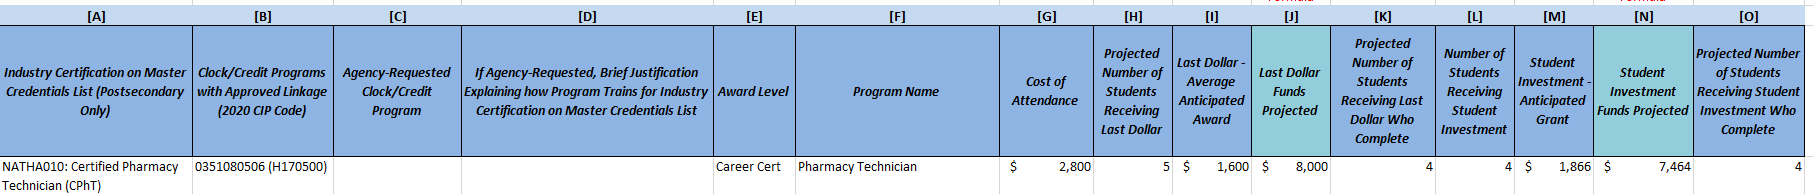 Formula Formula
[A] [B] [C] [D] [E] [F] [G] [H] [I] [J] [K] [L] [M] [N] [O]
Industry Certification on Master
Credentials List (Postsecondary
Only)
Clock/Credit Programs
with Approved Linkage
(2020 CIP Code)
Agency-Requested
Clock/Credit
Program
If Agency-Requested, Brief Justification
Explaining how Program Trains for Industry
Certification on Master Credentials List
Award Level
Program Name
Cost of
Attendance
Projected
Number of
Students
Receiving
Last Dollar
Last Dollar -
Average
Anticipated
Award
Last Dollar
Funds
Projected
Projected
Number of
Students
Receiving Last
Dollar Who
Complete
Number of
Students
Receiving
Student
Investment
Student
Investment -
Anticipated
Grant
Student
Investment
Funds Projected
Projected Number
of Students
Receiving Student
Investment Who
Complete
NATHA010: Certified Pharmacy
Technician (CPhT)
0351080506 (H170500)
Career Cert
Pharmacy Technician
$ 2,800
5
$ 1,600
$ 8,000
4
4
$ 1,866
$ 7,464
4